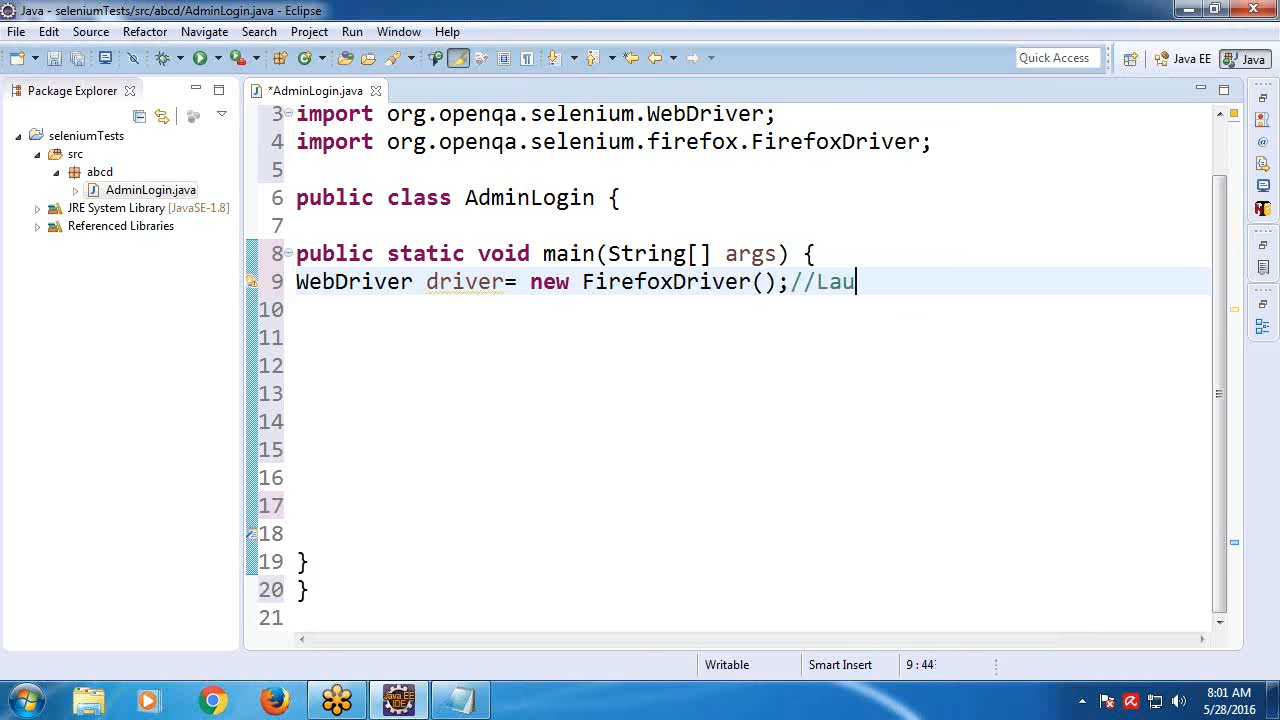 Java - seleniumTests/src/abcd/AdminLogin.java - Eclipse
File Edit Source Refactor Navigate Search Project Run Window Help
Quick Access Java EE Java
Package Explorer
*AdminLogin.java
seleniumTests
src
abcd
AdminLogin.java
JRE System Library [JavaSE-1.8]
Referenced Libraries
3 import org.openqa.selenium.WebDriver;
4 import org.openqa.selenium.firefox.FirefoxDriver;
5
6 public class AdminLogin {
7
8 public static void main(String[] args) {
9 WebDriver driver= new FirefoxDriver();//Lau
10
11
12
13
14
15
16
17
18
19 }
20 }
21
Writable Smart Insert 9 : 44
Java EE
IDE
8:01 AM
5/28/2016